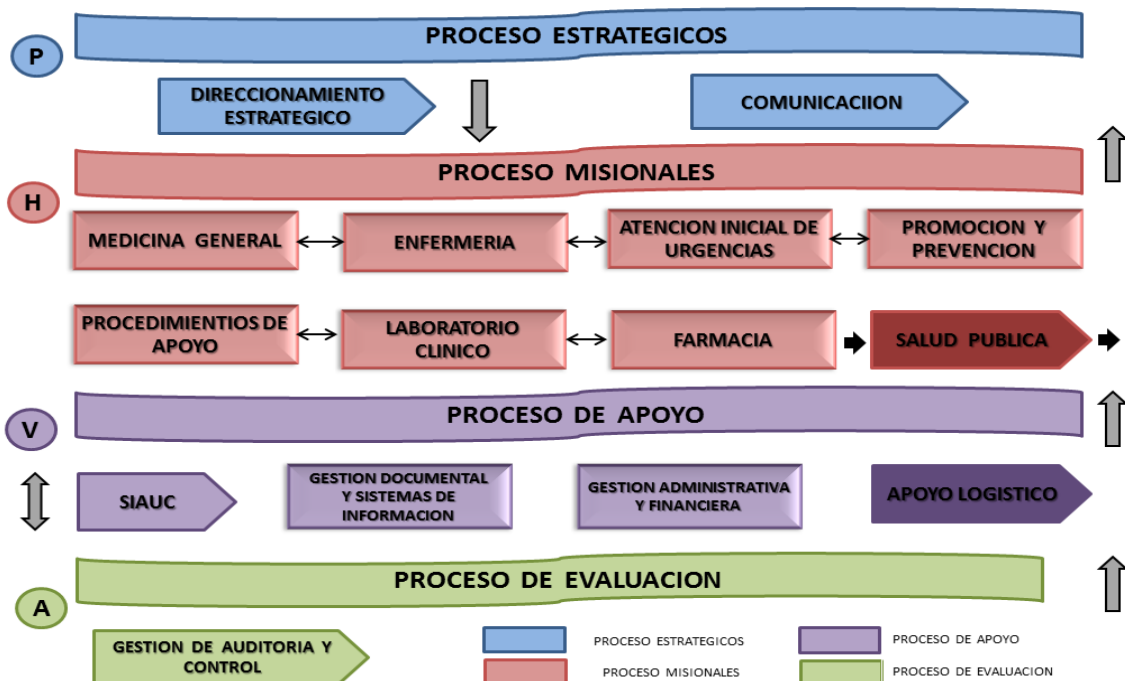 PROCESO ESTRATEGICOS
P
DIRECCIONAMIENTO
ESTRATEGICO
COMUNICACIION
PROCESO MISIONALES
H
MEDICINA GENERAL
ENFERMERIA
ATENCION INICIAL DE
URGENCIAS
PROMOCION Y
PREVENCION
PROCEDIMIENTIOS DE
APOYO
LABORATORIO
CLINICO
FARMACIA
SALUD PUBLICA
PROCESO DE APOYO
V
SIAUC
GESTION DOCUMENTAL
Y SISTEMAS DE
INFORMACION
GESTION ADMINISTRATIVA
Y FINANCIERA
APOYO LOGISTICO
PROCESO DE EVALUACION
A
GESTION DE AUDITORIA Y
CONTROL
PROCESO ESTRATEGICOS
PROCESO DE APOYO
PROCESO MISIONALES
PROCESO DE EVALUACION